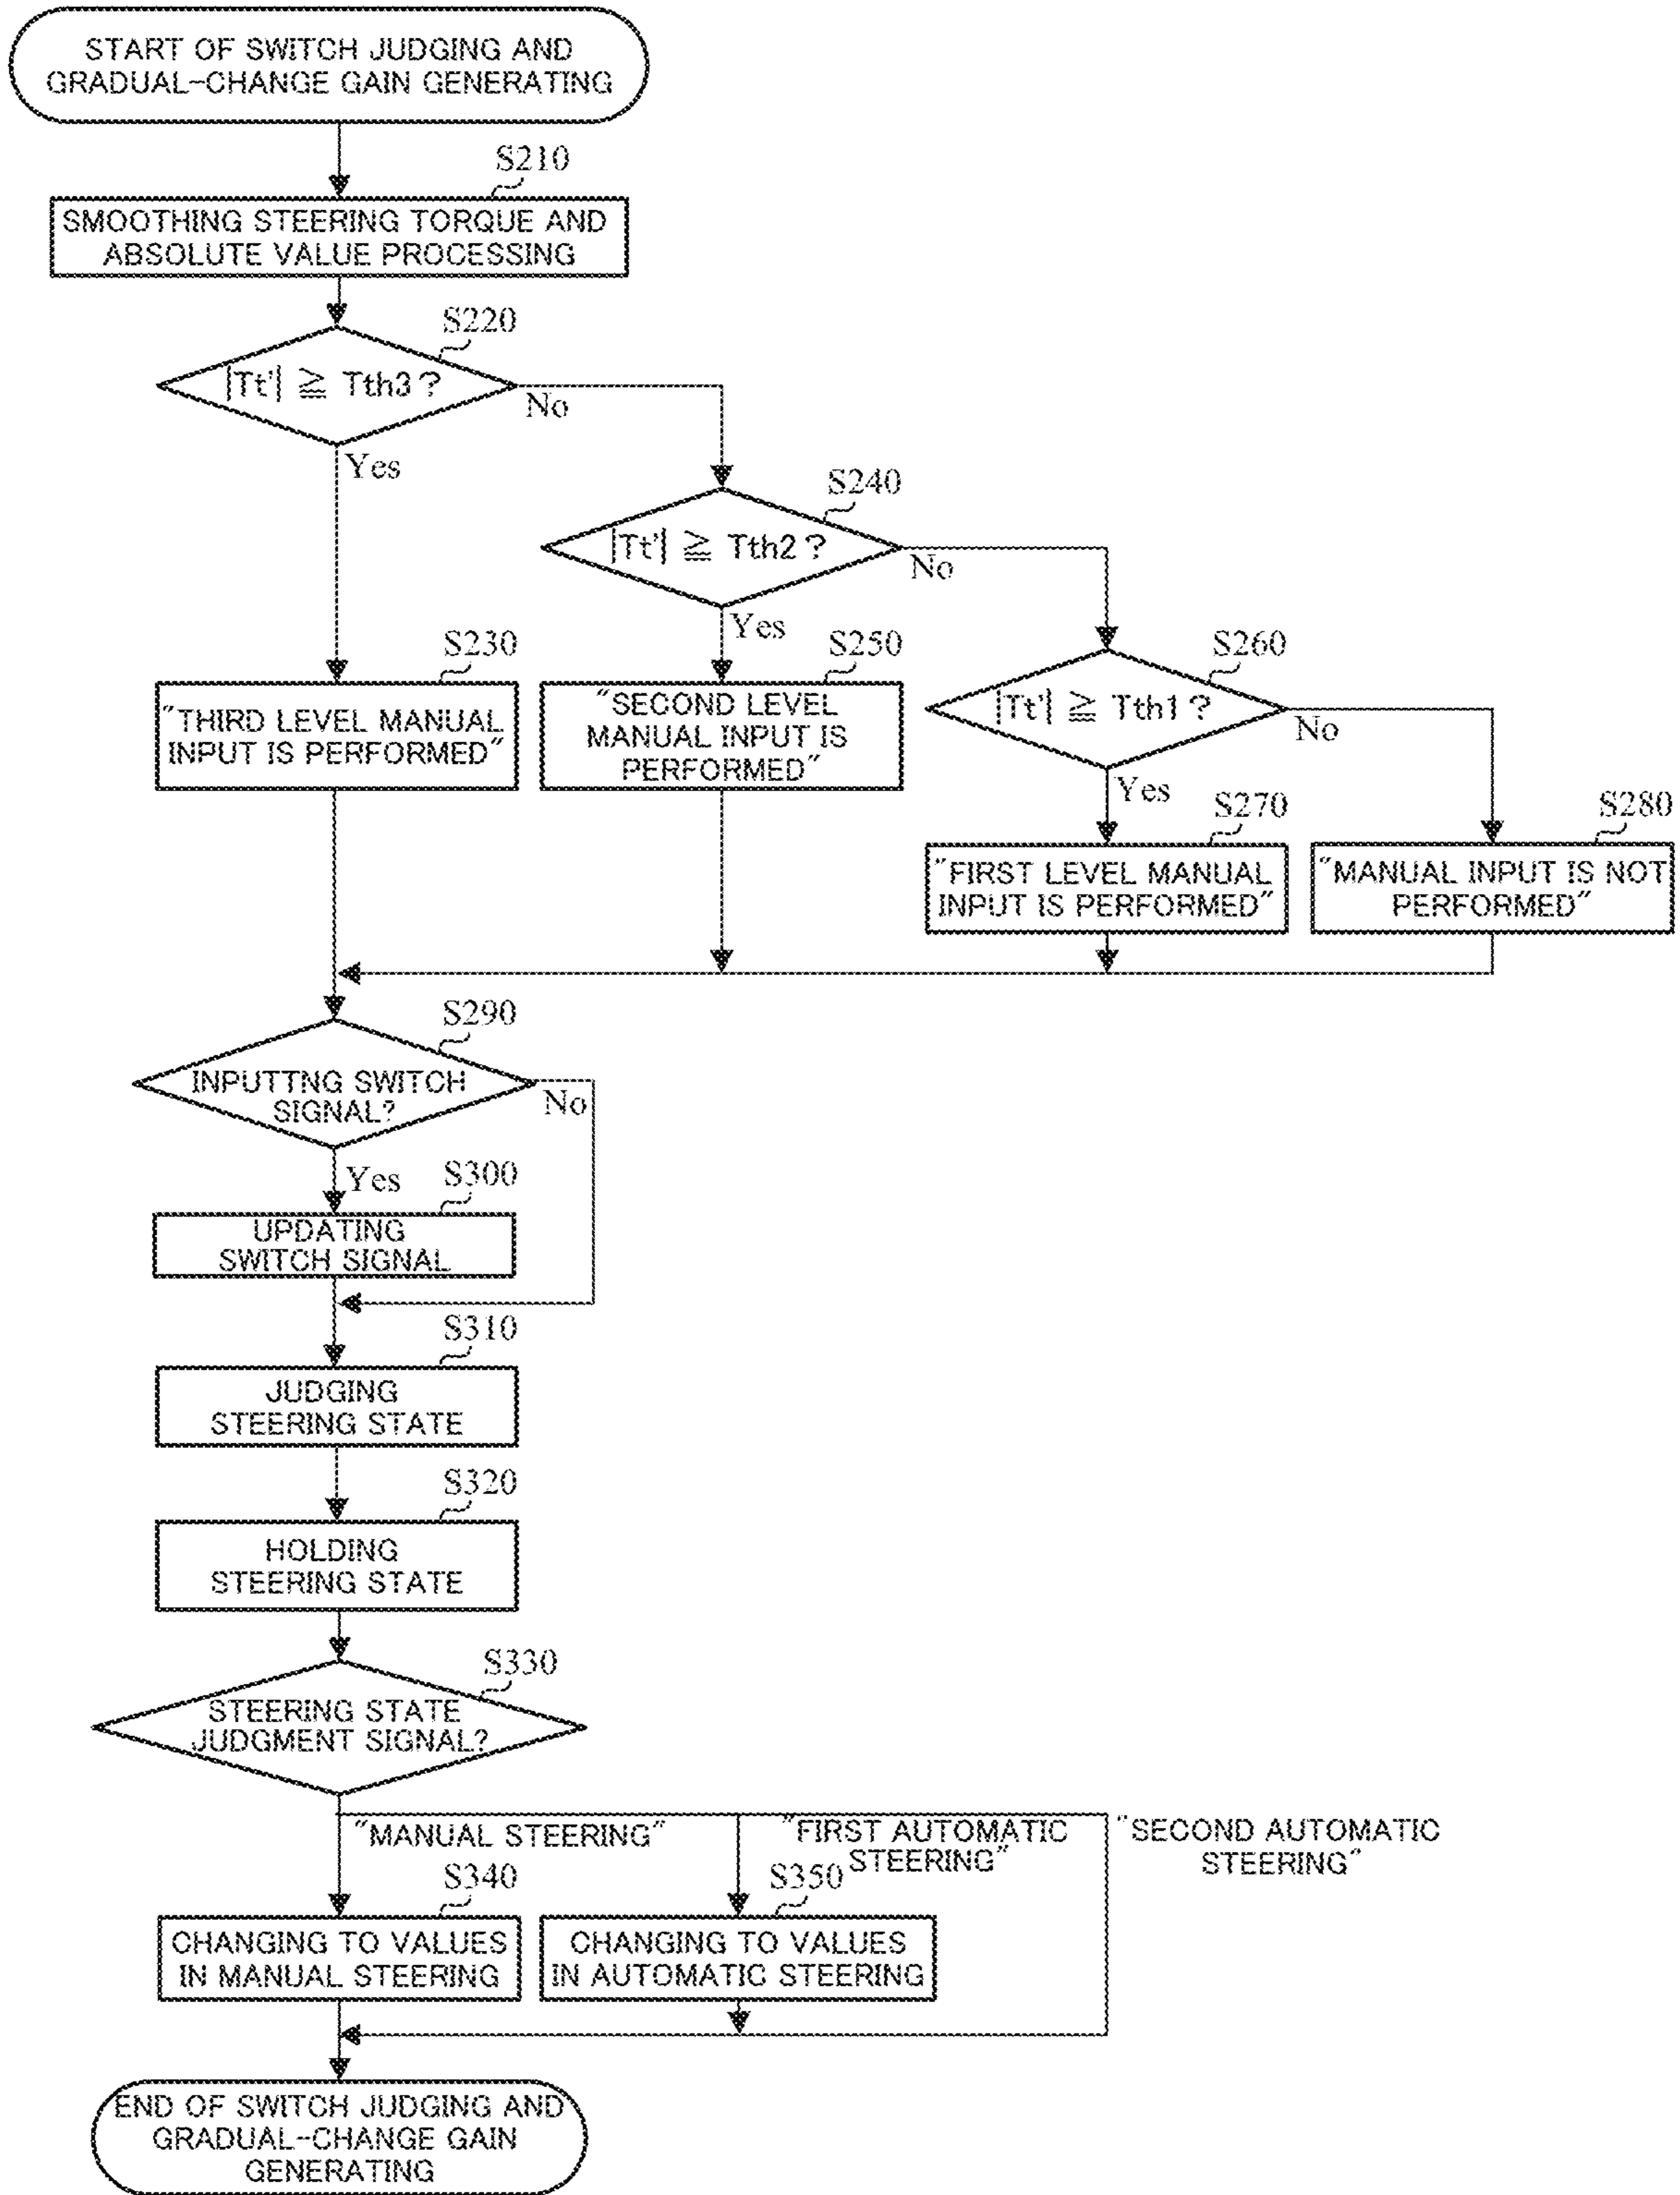 START OF SWITCH JUDGING AND
GRADUAL-CHANGE GAIN GENERATING
S210
SMOOTHING STEERING TORQUE AND
ABSOLUTE VALUE PROCESSING
S220
|Tt'| ≧ Tth3?
No
Yes
S240
|Tt'| ≧ Tth2?
No
Yes
S230
"THIRD LEVEL MANUAL
INPUT IS PERFORMED"
S250
"SECOND LEVEL
MANUAL INPUT IS
PERFORMED"
S260
|Tt'| ≧ Tth1?
No
Yes
S270
"FIRST LEVEL MANUAL
INPUT IS PERFORMED"
S280
"MANUAL INPUT IS NOT
PERFORMED"
S290
INPUTTNG SWITCH
SIGNAL?
No
Yes
S300
UPDATING
SWITCH SIGNAL
S310
JUDGING
STEERING STATE
S320
HOLDING
STEERING STATE
S330
STEERING STATE
JUDGMENT SIGNAL?
"MANUAL STEERING"
"FIRST AUTOMATIC
STEERING"
"SECOND AUTOMATIC
STEERING"
S340
CHANGING TO VALUES
IN MANUAL STEERING
S350
CHANGING TO VALUES
IN AUTOMATIC STEERING
END OF SWITCH JUDGING AND
GRADUAL-CHANGE GAIN
GENERATING